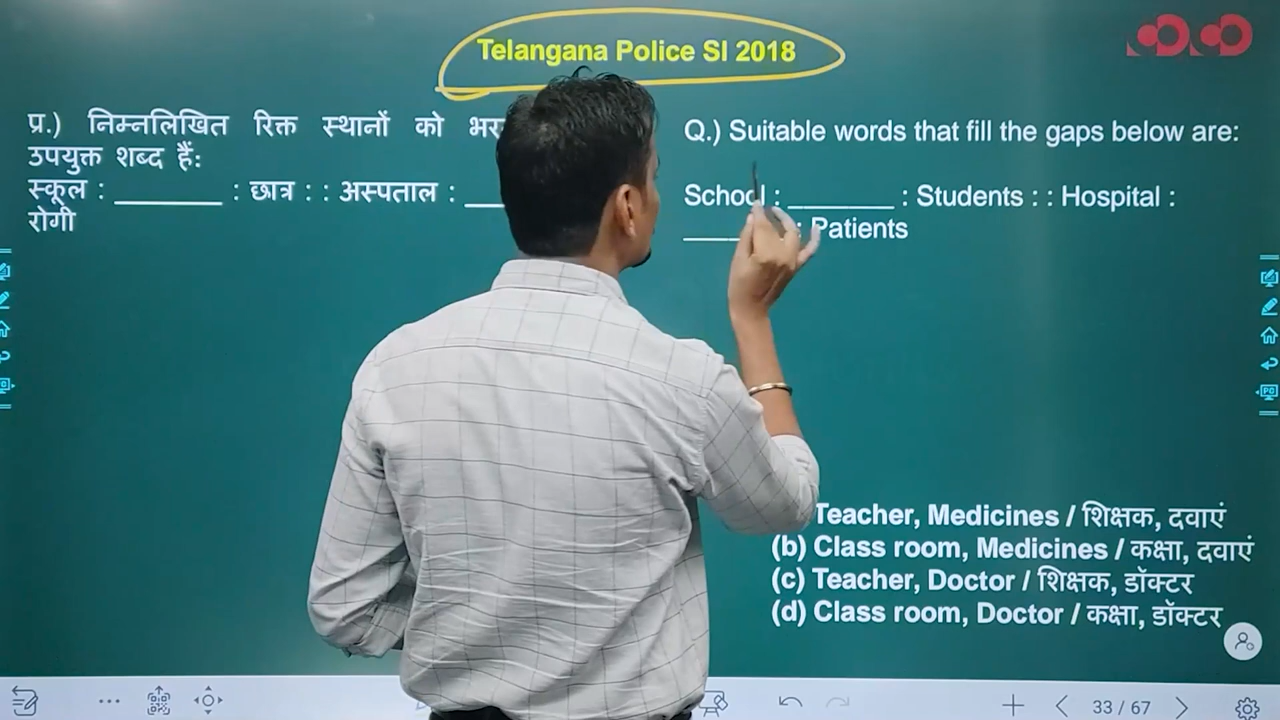 Telangana Police SI 2018
प्र.) निम्नलिखित रिक्त स्थानों को
उपयुक्त शब्द हैं:
स्कूल : ________ : छात्र : : अस्पताल : ___
रोगी
Q.) Suitable words that fill the gaps below are:
School : ________ : Students : : Hospital :
____ : Patients
Teacher, Medicines / शिक्षक, दवाएं
(b) Class room, Medicines / कक्षा, दवाएं
(c) Teacher, Doctor / शिक्षक, डॉक्टर
(d) Class room, Doctor / कक्षा, डॉक्टर
33 / 67